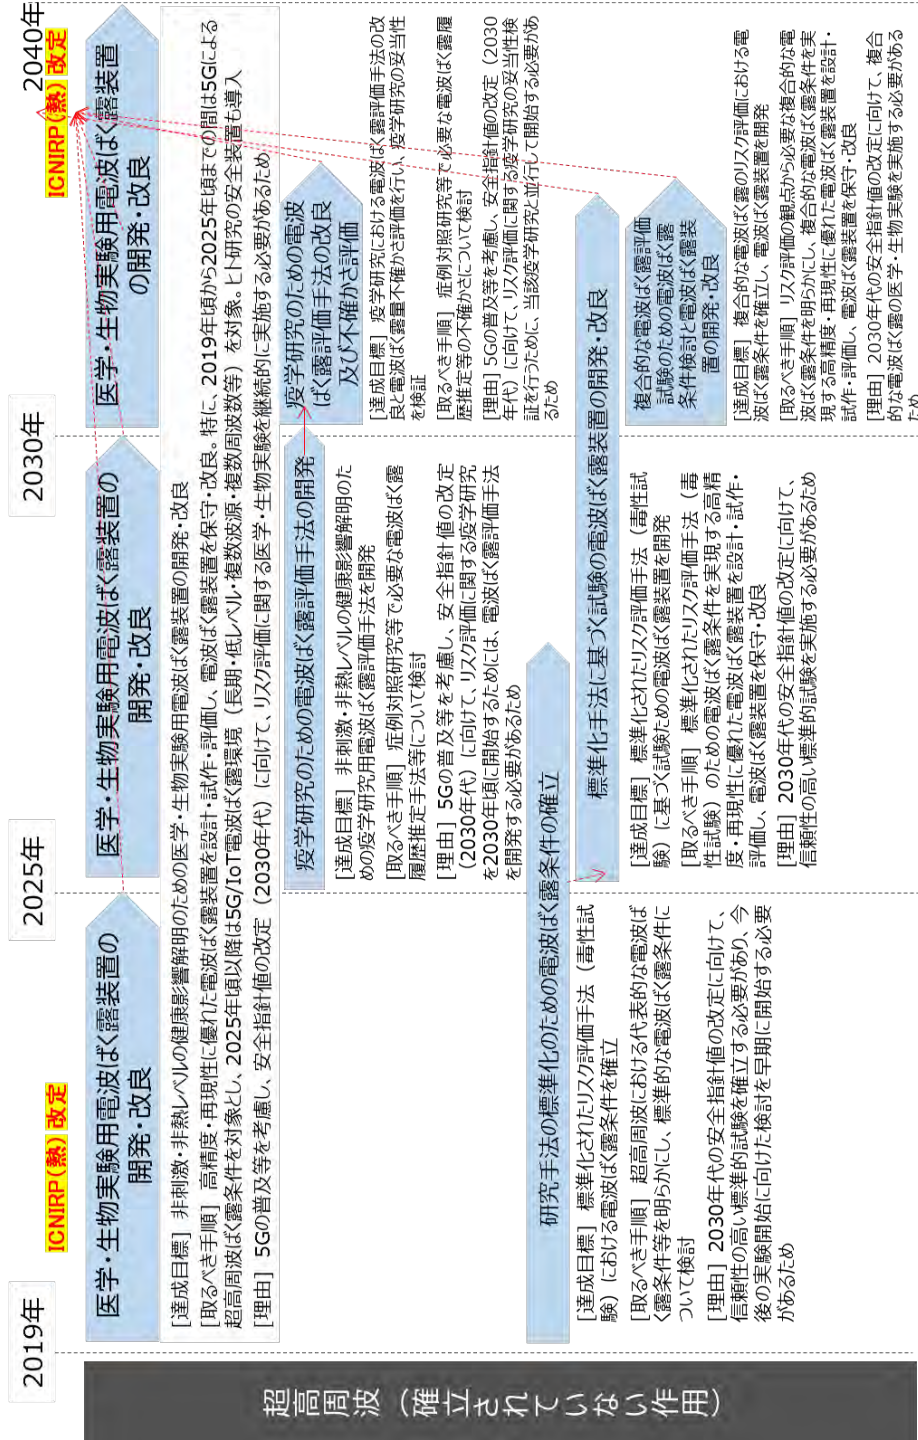 超高周波（確立されていない作用）
2019年
2025年
2030年
2040年
ICNIRP(熱) 改定
ICNIRP(熱) 改定
医学・生物実験用電波ばく露装置の
開発・改良
医学・生物実験用電波ばく露装置の
開発・改良
医学・生物実験用電波ばく露装置
の開発・改良
[達成目標] 非刺激・非熱レベルの健康影響解明のための医学・生物実験用電波ばく露装置の開発・改良
[取るべき手順] 高精度・再現性に優れた電波ばく露装置を設計・試作・評価し、電波ばく露装置を保守・改良。特に、2019年頃から2025年頃までの間は5Gによる
超高周波ばく露条件を対象とし、2025年頃以降は5G/IoT電波ばく露環境（長期・低レベル・複数波源・複数周波数等）を対象。ヒト研究の安全装置も導入
[理由] 5Gの普及等を考慮し、安全指針値の改定（2030年代）に向けて、リスク評価に関する医学・生物実験を継続的に実施する必要があるため
疫学研究のための電波ばく露評価手法の開発
[達成目標] 非刺激・非熱レベルの健康影響解明のた
めの疫学研究用電波ばく露評価手法を開発
[取るべき手順] 症例対照研究等で必要な電波ばく露
履歴推定手法等について検討
[理由] 5Gの普及等を考慮し、安全指針値の改定
（2030年代）に向けて、リスク評価に関する疫学研究
を2030年頃に開始するためには、電波ばく露評価手法
を開発する必要があるため
疫学研究のための電波
ばく露評価手法の改良
及び不確かさ評価
[達成目標] 疫学研究における電波ばく露評価手法の改
良と電波ばく露量不確かさ評価を行い、疫学研究の妥当性
を検証
[取るべき手順] 症例対照研究等で必要な電波ばく露履
歴推定等の不確かさについて検討
[理由] 5Gの普及等を考慮し、安全指針値の改定（2030
年代）に向けて、リスク評価に関する疫学研究の妥当性検
証を行うために、当該疫学研究と並行して開始する必要があ
るため
研究手法の標準化のための電波ばく露条件の確立
[達成目標] 標準化されたリスク評価手法（毒性試
験）における電波ばく露条件を確立
[取るべき手順] 超高周波における代表的な電波ば
く露条件等を明らかにし、標準的な電波ばく露条件に
ついて検討
[理由] 2030年代の安全指針値の改定に向けて、
信頼性の高い標準的試験を確立する必要があり、今
後の実験開始に向けた検討を早期に開始する必要
があるため
標準化手法に基づく試験の電波ばく露装置の開発・改良
[達成目標] 標準化されたリスク評価手法（毒性試
験）に基づく試験ための電波ばく露装置を開発
[取るべき手順] 標準化されたリスク評価手法（毒
性試験）のための電波ばく露条件を実現する高精
度・再現性に優れた電波ばく露装置を設計・試作・
評価し、電波ばく露装置を保守・改良
[理由] 2030年代の安全指針値の改定に向けて、
信頼性の高い標準的試験を実施する必要があるため
複合的な電波ばく露評価
試験のための電波ばく露
条件検討と電波ばく露装
置の開発・改良
[達成目標] 複合的な電波ばく露のリスク評価における電
波ばく露条件を確立し、電波ばく露装置を開発
[取るべき手順] リスク評価の観点から必要な複合的な電
波ばく露条件を明らかにし、複合的な電波ばく露条件を実
現する高精度・再現性に優れた電波ばく露装置を設計・
試作・評価し、電波ばく露装置を保守・改良
[理由] 2030年代の安全指針値の改定に向けて、複合
的な電波ばく露の医学・生物実験を実施する必要がある
ため